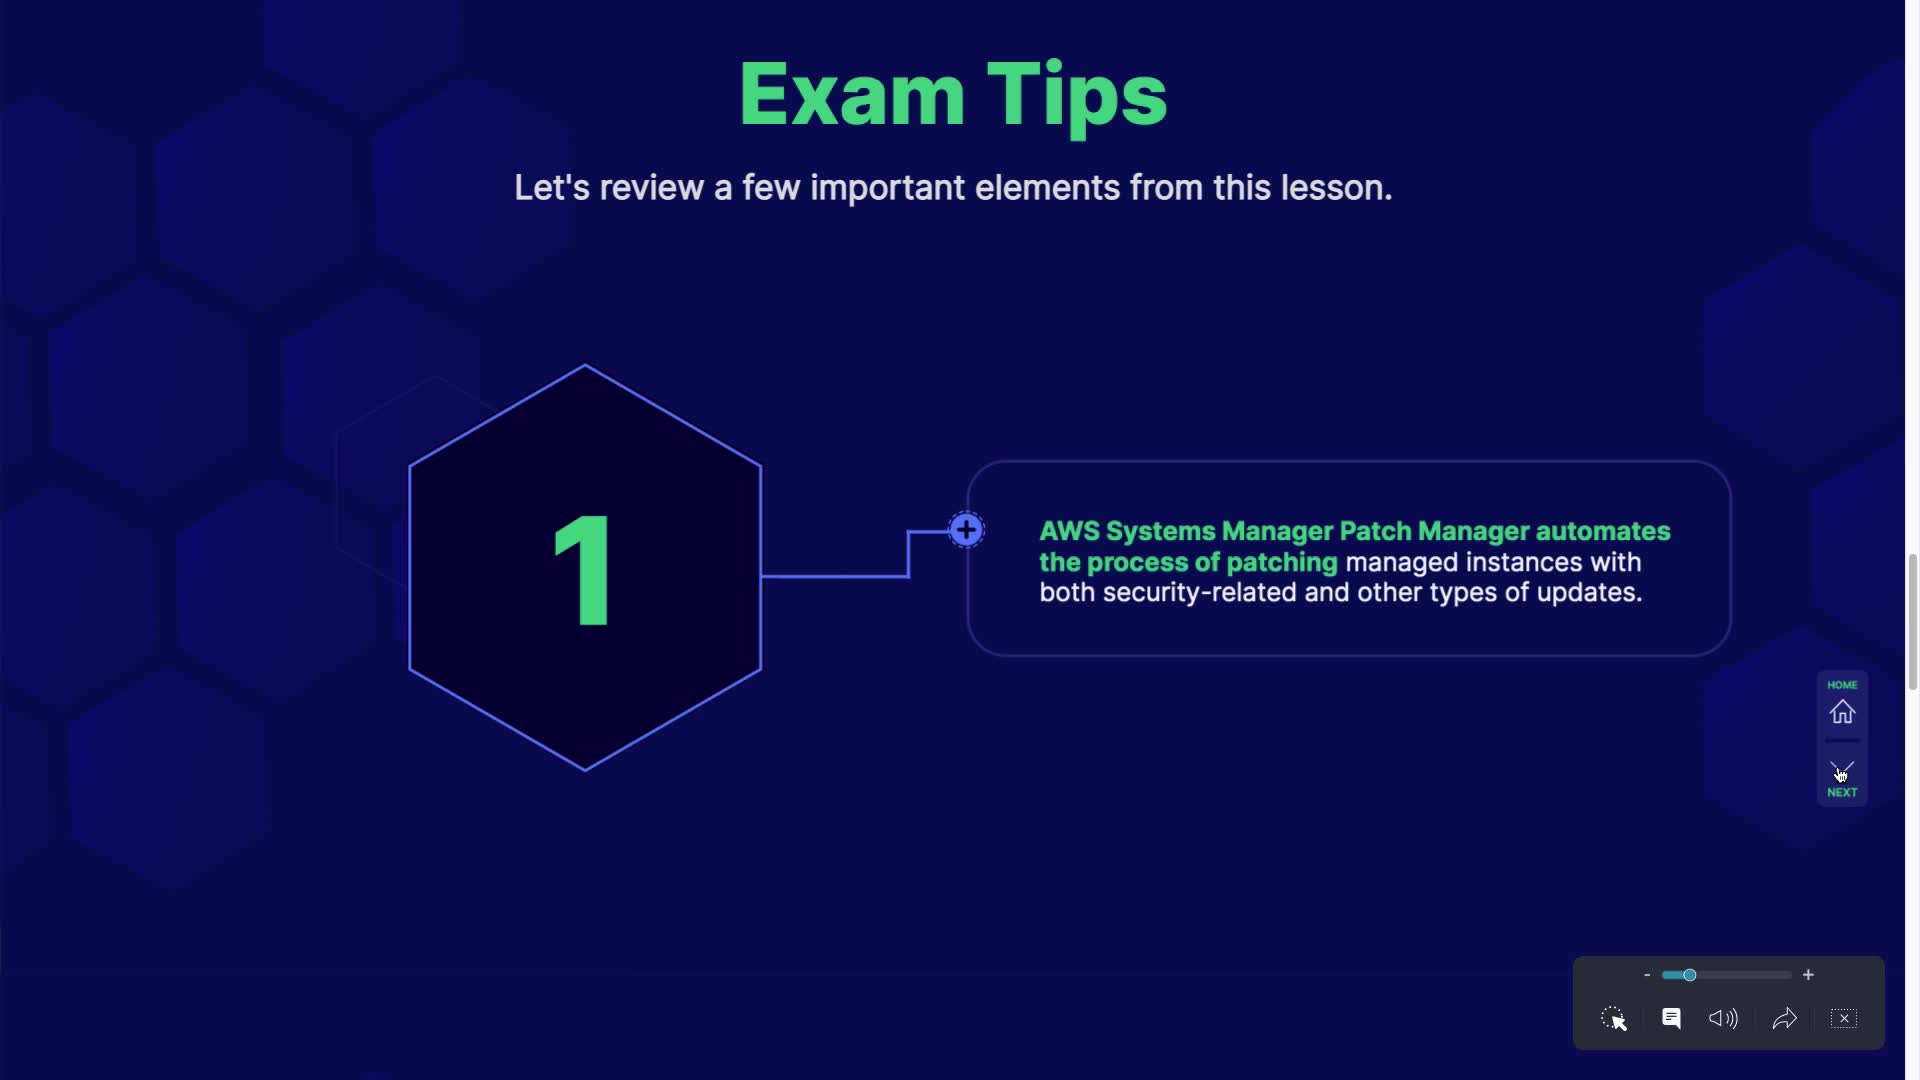 Exam Tips
Let's review a few important elements from this lesson.
1
AWS Systems Manager Patch Manager automates
the process of patching managed instances with
both security-related and other types of updates.
HOME
NEXT
- +